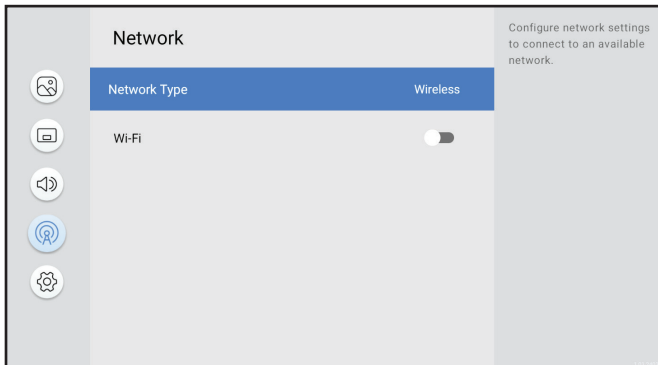 Network
Configure network settings
to connect to an available
network.
Network Type Wireless
Wi-Fi